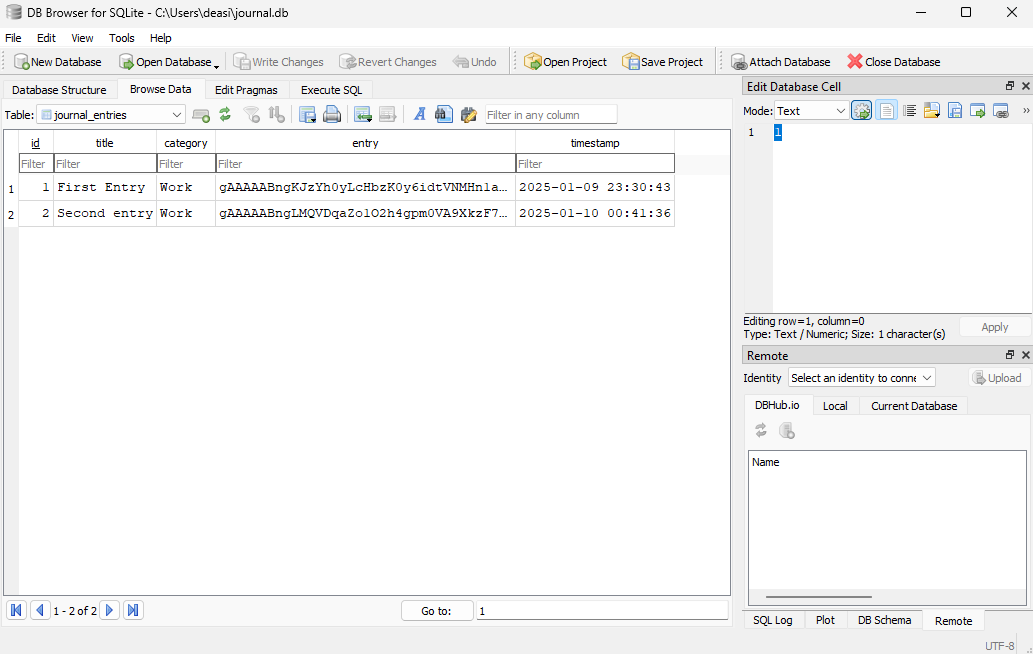 DB Browser for SQLite - C:\Users\deasi\journal.db
File Edit View Tools Help
New Database Open Database Write Changes Revert Changes Undo Open Project Save Project Attach Database Close Database
Database Structure Browse Data Edit Pragmas Execute SQL
Table: journal_entries Filter in any column
id title category entry timestamp
Filter Filter Filter Filter Filter
1 1 First Entry Work gAAAAABngKJzYh0yLcHbzK0y6idtVNMHn1a… 2025-01-09 23:30:43
2 2 Second entry Work gAAAAABngLMQVDqaZo1O2h4gpm0VA9XkzF7… 2025-01-10 00:41:36
1 - 2 of 2 Go to: 1
Edit Database Cell
Mode: Text »
1 1
Editing row=1, column=0
Type: Text / Numeric; Size: 1 character(s) Apply
Remote
Identity Select an identity to conne Upload
DBHub.io Local Current Database
Name
SQL Log Plot DB Schema Remote
UTF-8